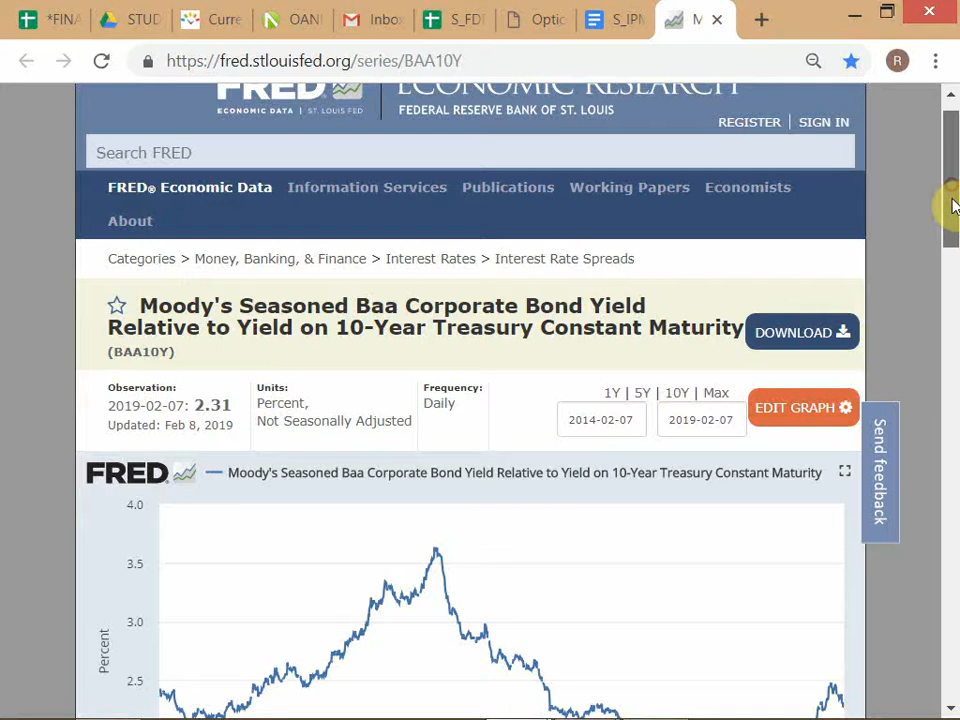 *FINA
STUD
Curre
OANI
Inbo
S_FDI
Optic
S_IPM
M
https://fred.stlouisfed.org/series/BAA10Y
R
FRED
ECONOMIC RESEARCH
ECONOMIC DATA | ST. LOUIS FED
FEDERAL RESERVE BANK OF ST. LOUIS
REGISTER | SIGN IN
Search FRED
FRED® Economic Data
Information Services
Publications
Working Papers
Economists
About
Categories > Money, Banking, & Finance > Interest Rates > Interest Rate Spreads
Moody's Seasoned Baa Corporate Bond Yield
Relative to Yield on 10-Year Treasury Constant Maturity
(BAA10Y)
DOWNLOAD
Observation:
2019-02-07: 2.31
Updated: Feb 8, 2019
Units:
Percent,
Not Seasonally Adjusted
Frequency:
Daily
1Y | 5Y | 10Y | Max
2014-02-07
2019-02-07
EDIT GRAPH
Send feedback
FRED
Moody's Seasoned Baa Corporate Bond Yield Relative to Yield on 10-Year Treasury Constant Maturity
4.0
3.5
3.0
2.5
Percent